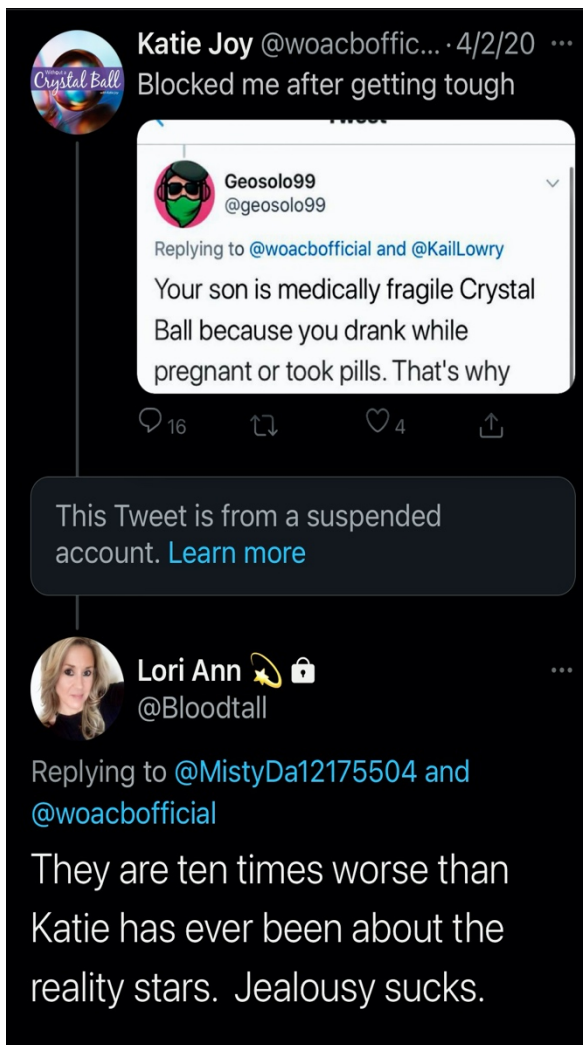 Katie Joy @woacboffic... · 4/2/20
Crystal Ball
Blocked me after getting tough
Tweet
Geosolo99
@geosolo99
Replying to @woacbofficial and @KailLowry
Your son is medically fragile Crystal
Ball because you drank while
pregnant or took pills. That's why
16 4
This Tweet is from a suspended
account. Learn more
Lori Ann 💫 🔒
@Bloodtall
Replying to @MistyDa12175504 and
@woacbofficial
They are ten times worse than
Katie has ever been about the
reality stars. Jealousy sucks.